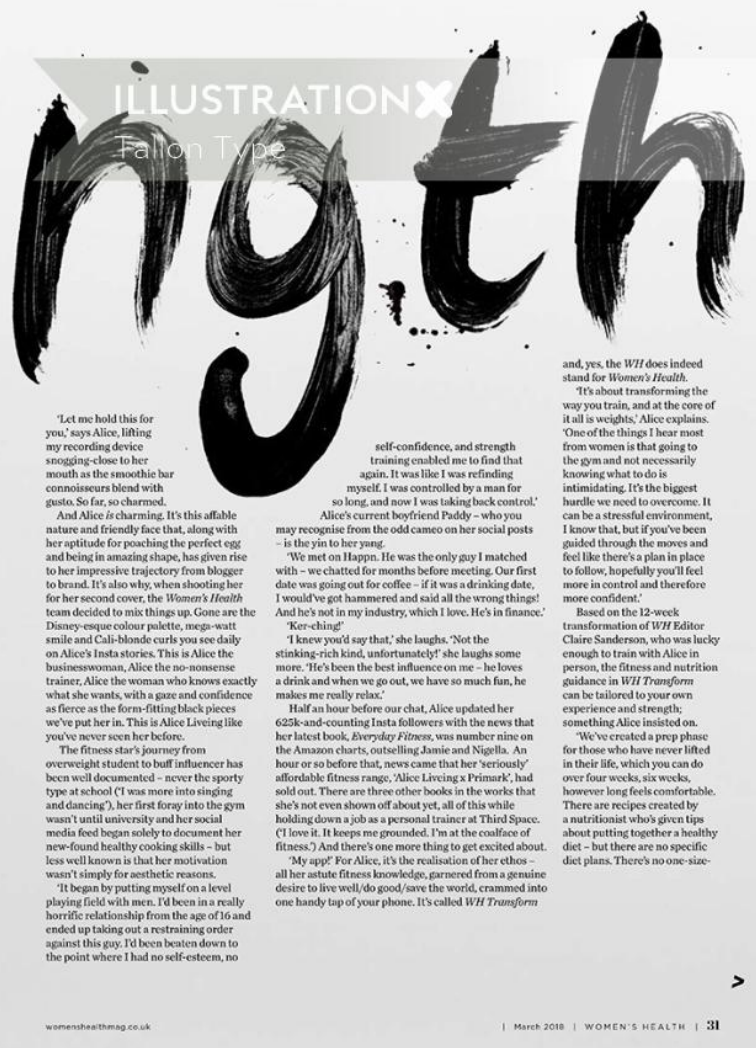 ngth
ILLUSTRATIONX
Tallon Type
'Let me hold this for
you,' says Alice, lifting
my recording device
snogging-close to her
mouth as the smoothie bar
connoisseurs blend with
gusto. So far, so charmed.
And Alice is charming. It's this affable
nature and friendly face that, along with
her aptitude for poaching the perfect egg
and being in amazing shape, has given rise
to her impressive trajectory from blogger
to brand. It's also why, when shooting her
for her second cover, the Women's Health
team decided to mix things up. Gone are the
Disney-esque colour palette, mega-watt
smile and Cali-blonde curls you see daily
on Alice's Insta stories. This is Alice the
businesswoman, Alice the no-nonsense
trainer, Alice the woman who knows exactly
what she wants, with a gaze and confidence
as fierce as the form-fitting black pieces
we've put her in. This is Alice Liveing like
you've never seen her before.
The fitness star's journey from
overweight student to buff influencer has
been well documented – never the sporty
type at school ('I was more into singing
and dancing'), her first foray into the gym
wasn't until university and her social
media feed began solely to document her
new-found healthy cooking skills – but
less well known is that her motivation
wasn't simply for aesthetic reasons.
'It began by putting myself on a level
playing field with men. I'd been in a really
horrific relationship from the age of 16 and
ended up taking out a restraining order
against this guy. I'd been beaten down to
the point where I had no self-esteem, no
self-confidence, and strength
training enabled me to find that
again. It was like I was refinding
myself. I was controlled by a man for
so long, and now I was taking back control.'
Alice's current boyfriend Paddy – who you
may recognise from the odd cameo on her social posts
– is the yin to her yang.
'We met on Happn. He was the only guy I matched
with – we chatted for months before meeting. Our first
date was going out for coffee – if it was a drinking date,
I would've got hammered and said all the wrong things!
And he's not in my industry, which I love. He's in finance.'
'Ker-ching!'
'I knew you'd say that,' she laughs. 'Not the
stinking-rich kind, unfortunately!' she laughs some
more. 'He's been the best influence on me – he loves
a drink and when we go out, we have so much fun, he
makes me really relax.'
Half an hour before our chat, Alice updated her
625k-and-counting Insta followers with the news that
her latest book, Everyday Fitness, was number nine on
the Amazon charts, outselling Jamie and Nigella. An
hour or so before that, news came that her 'seriously'
affordable fitness range, 'Alice Liveing x Primark', had
sold out. There are three other books in the works that
she's not even shown off about yet, all of this while
holding down a job as a personal trainer at Third Space.
('I love it. It keeps me grounded. I'm at the coalface of
fitness.') And there's one more thing to get excited about.
'My app!' For Alice, it's the realisation of her ethos –
all her astute fitness knowledge, garnered from a genuine
desire to live well/do good/save the world, crammed into
one handy tap of your phone. It's called WH Transform
and, yes, the WH does indeed
stand for Women's Health.
'It's about transforming the
way you train, and at the core of
it all is weights,' Alice explains.
'One of the things I hear most
from women is that going to
the gym and not necessarily
knowing what to do is
intimidating. It's the biggest
hurdle we need to overcome. It
can be a stressful environment,
I know that, but if you've been
guided through the moves and
feel like there's a plan in place
to follow, hopefully you'll feel
more in control and therefore
more confident.'
Based on the 12-week
transformation of WH Editor
Claire Sanderson, who was lucky
enough to train with Alice in
person, the fitness and nutrition
guidance in WH Transform
can be tailored to your own
experience and strength;
something Alice insisted on.
'We've created a prep phase
for those who have never lifted
in their life, which you can do
over four weeks, six weeks,
however long feels comfortable.
There are recipes created by
a nutritionist who's given tips
about putting together a healthy
diet – but there are no specific
diet plans. There's no one-size-
>
womenshealthmag.co.uk
| March 2018 | WOMEN'S HEALTH | 31